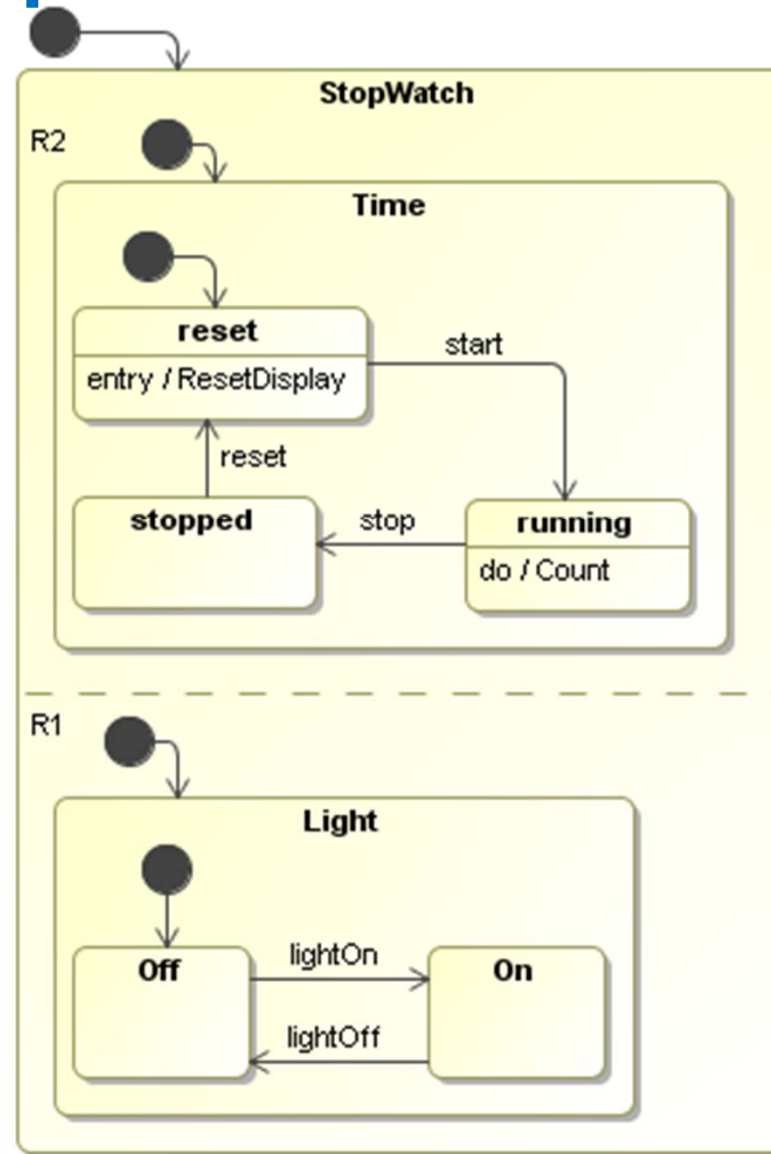 StopWatch
R2
Time
reset
entry / ResetDisplay
start
reset
stopped
stop
running
do / Count
R1
Light
Off
lightOn
On
lightOff